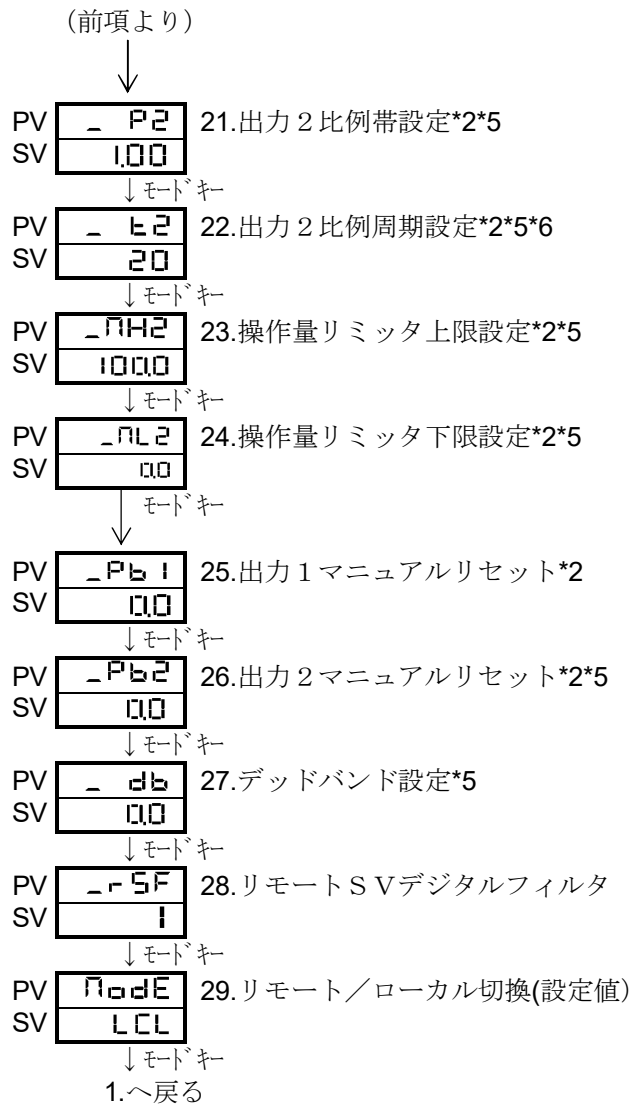 (前項より)
PV _ P2 21.出力2比例帯設定*2*5
SV 1.00
↓モードキー
PV _ t2 22.出力2比例周期設定*2*5*6
SV 20
↓モードキー
PV _MH2 23.操作量リミッタ上限設定*2*5
SV 100.0
↓モードキー
PV _ML2 24.操作量リミッタ下限設定*2*5
SV 0.0
モードキー
PV _Pb1 25.出力1マニュアルリセット*2
SV 0.0
↓モードキー
PV _Pb2 26.出力2マニュアルリセット*2*5
SV 0.0
↓モードキー
PV _ db 27.デッドバンド設定*5
SV 0.0
↓モードキー
PV _rSF 28.リモートSVデジタルフィルタ
SV 1
↓モードキー
PV ModE 29.リモート/ローカル切換(設定値)
SV LCL
↓モードキー
1.へ戻る